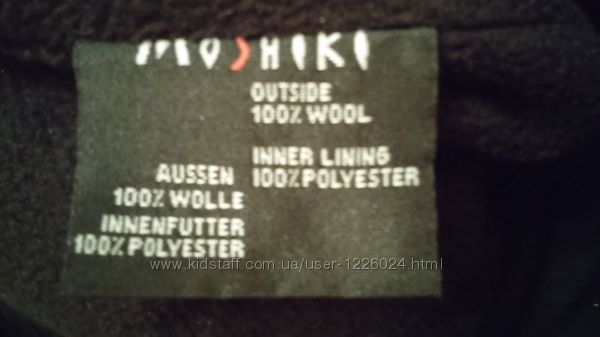 MOSHIKI
OUTSIDE
100% WOOL
INNER LINING
100% POLYESTER
AUSSEN
100% WOLLE
INNENFUTTER
100% POLYESTER
www.kidstaff.com.ua/user-1226024.html